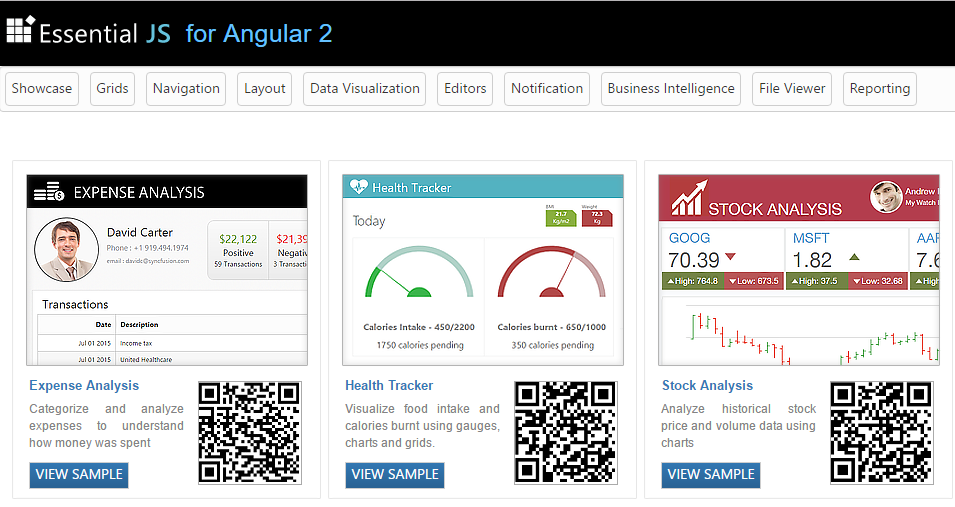 Essential JS for Angular 2
Showcase
Grids
Navigation
Layout
Data Visualization
Editors
Notification
Business Intelligence
File Viewer
Reporting
EXPENSE ANALYSIS
David Carter
Phone : +1 919.494.1974
email : davidc@syncfusion.com
$22,122
Positive
59 Transactions
$21,39
Negativ
3 Transacti
Transactions
Date Description
Jul 01 2015 Income tax
Jul 01 2015 United Healthcare
Expense Analysis
Categorize and analyze
expenses to understand
how money was spent
VIEW SAMPLE
Health Tracker
Today
BMI
21.7
Kg/m2
Weight
72.3
Kg
Calories Intake - 450/2200
1750 calories pending
Calories burnt - 650/1000
350 calories pending
Health Tracker
Visualize food intake and
calories burnt using gauges,
charts and grids.
VIEW SAMPLE
STOCK ANALYSIS
Andrew
My Watch
GOOG
70.39
High: 764.8
Low: 673.5
MSFT
1.82
High: 37.5
Low: 32.68
AAP
7.6
High:
Stock Analysis
Analyze historical stock
price and volume data using
charts
VIEW SAMPLE